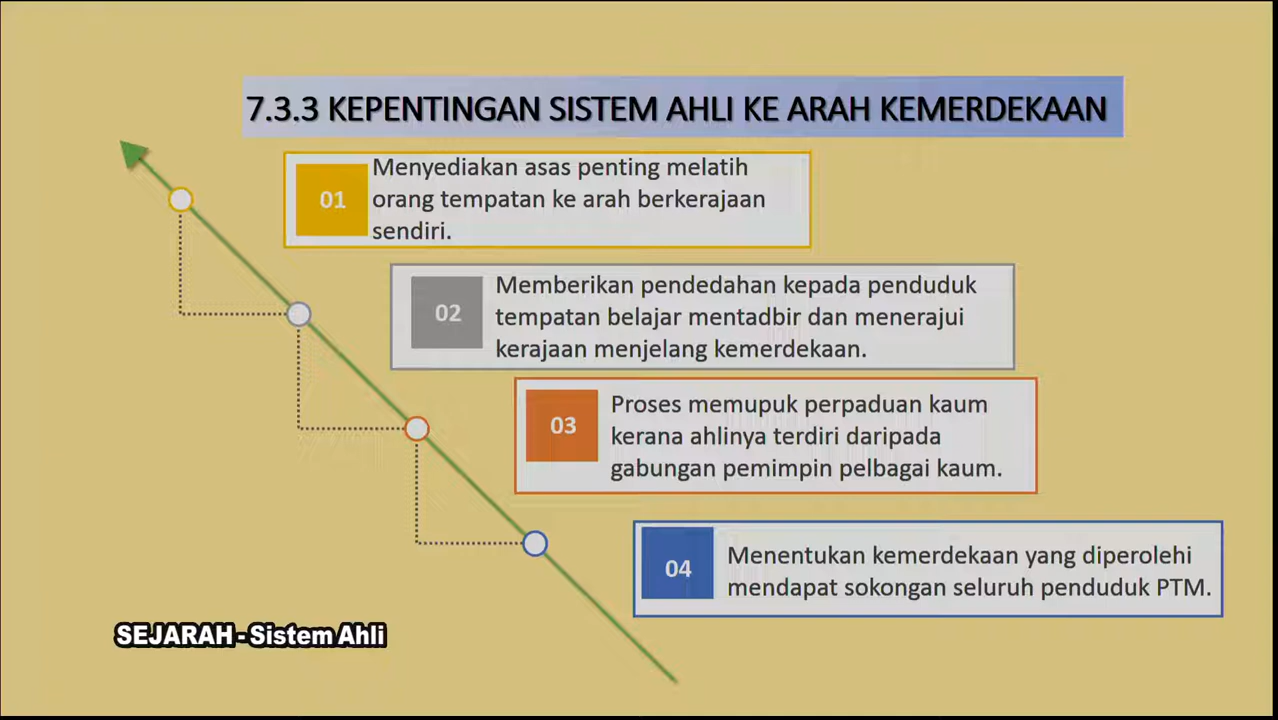 7.3.3 KEPENTINGAN SISTEM AHLI KE ARAH KEMERDEKAAN
01
Menyediakan asas penting melatih
orang tempatan ke arah berkerajaan
sendiri.
02
Memberikan pendedahan kepada penduduk
tempatan belajar mentadbir dan menerajui
kerajaan menjelang kemerdekaan.
03
Proses memupuk perpaduan kaum
kerana ahlinya terdiri daripada
gabungan pemimpin pelbagai kaum.
04
Menentukan kemerdekaan yang diperolehi
mendapat sokongan seluruh penduduk PTM.
SEJARAH - Sistem Ahli